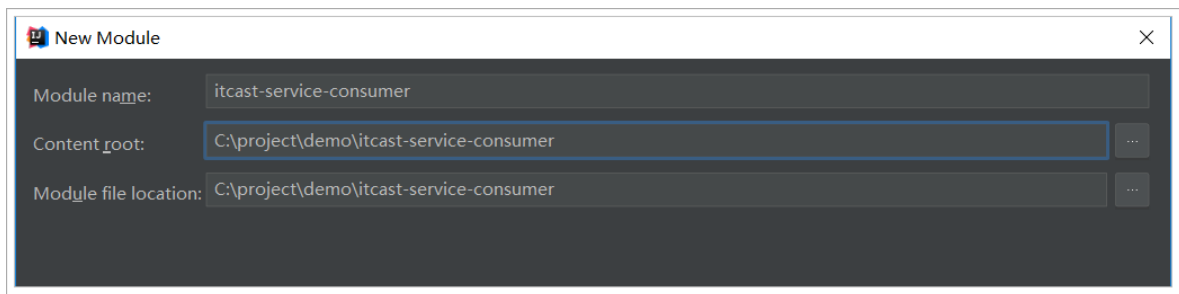 New Module
Module name: itcast-service-consumer
Content root: C:\project\demo\itcast-service-consumer ...
Module file location: C:\project\demo\itcast-service-consumer ...